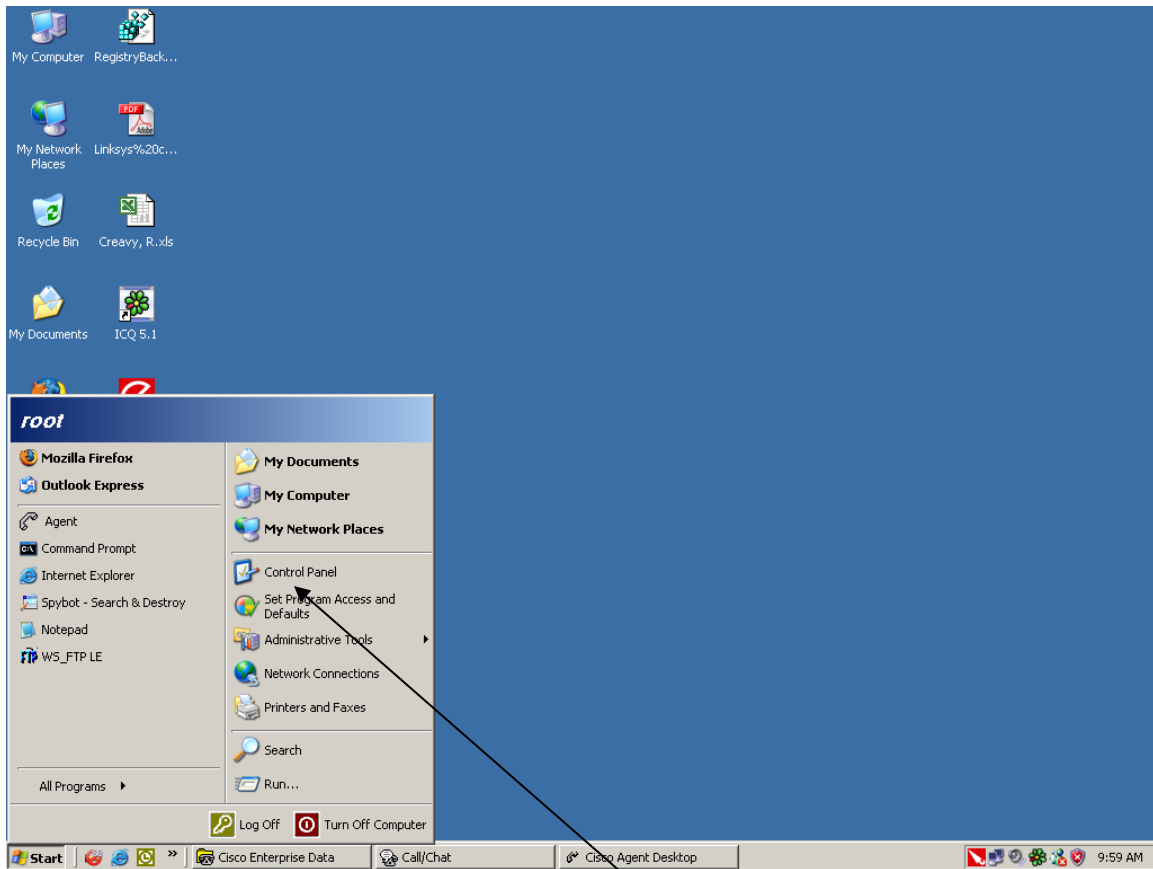 My Computer
RegistryBack...
My Network
Places
Linksys%20c...
Recycle Bin
Creavy, R.xls
My Documents
ICQ 5.1
root
Mozilla Firefox
Outlook Express
Agent
Command Prompt
Internet Explorer
Spybot - Search & Destroy
Notepad
WS_FTP LE
All Programs
My Documents
My Computer
My Network Places
Control Panel
Set Program Access and
Defaults
Administrative Tools
Network Connections
Printers and Faxes
Search
Run...
Log Off
Turn Off Computer
Start
Cisco Enterprise Data
Call/Chat
Cisco Agent Desktop
9:59 AM